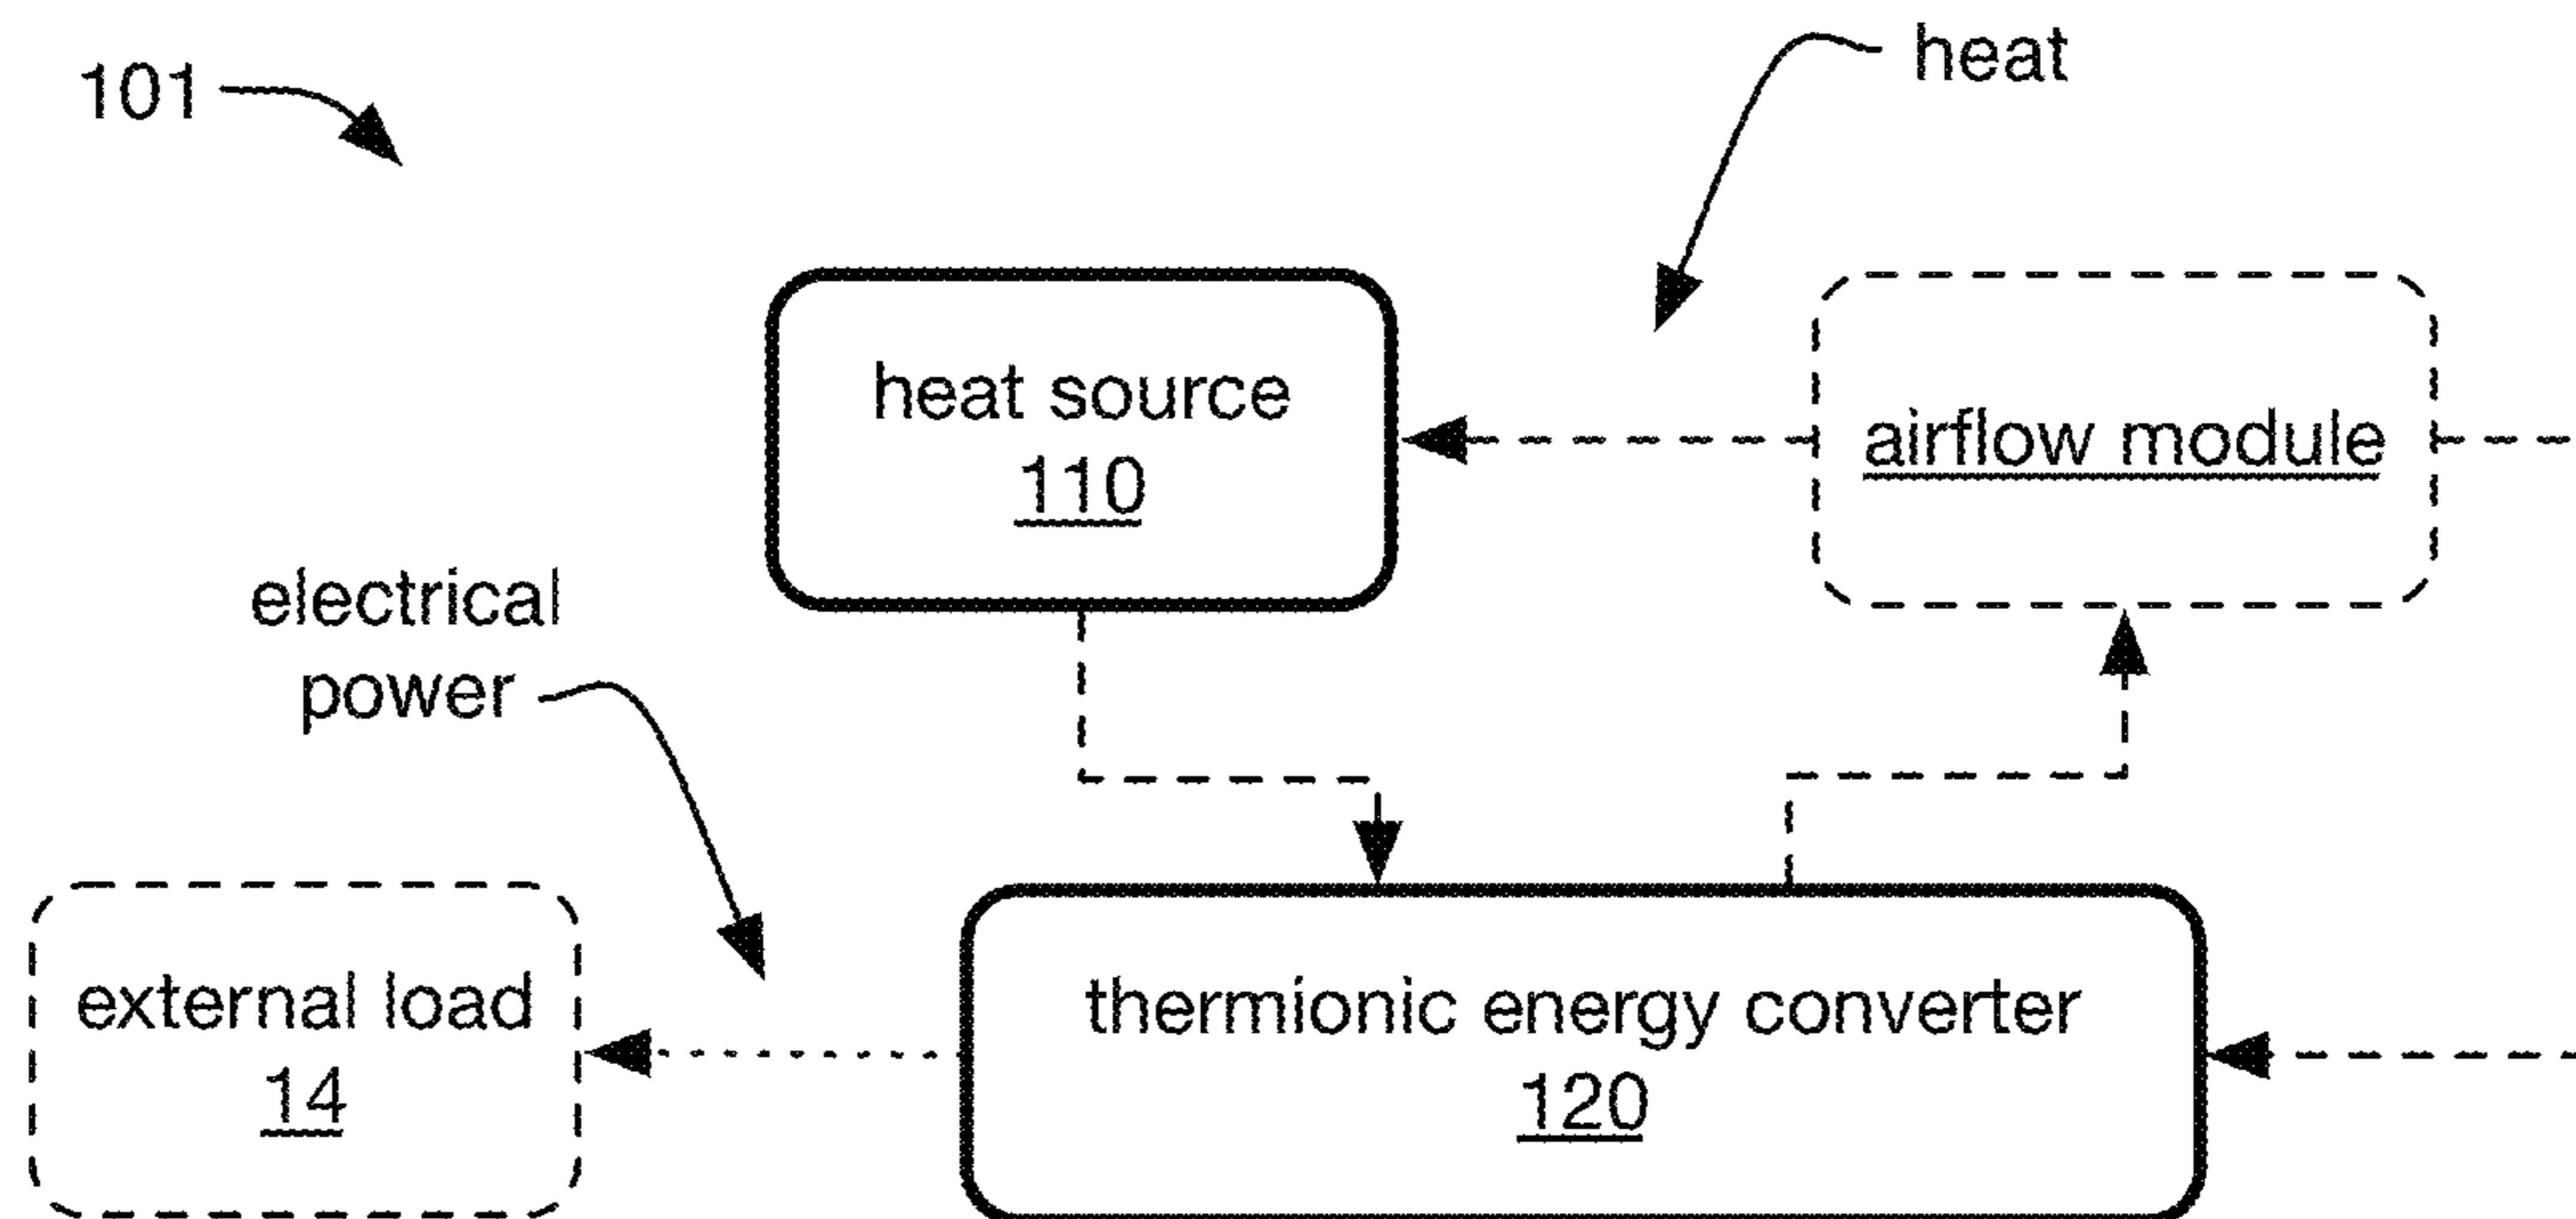 101
heat
heat source
110
airflow module
electrical
power
external load
14
thermionic energy converter
120